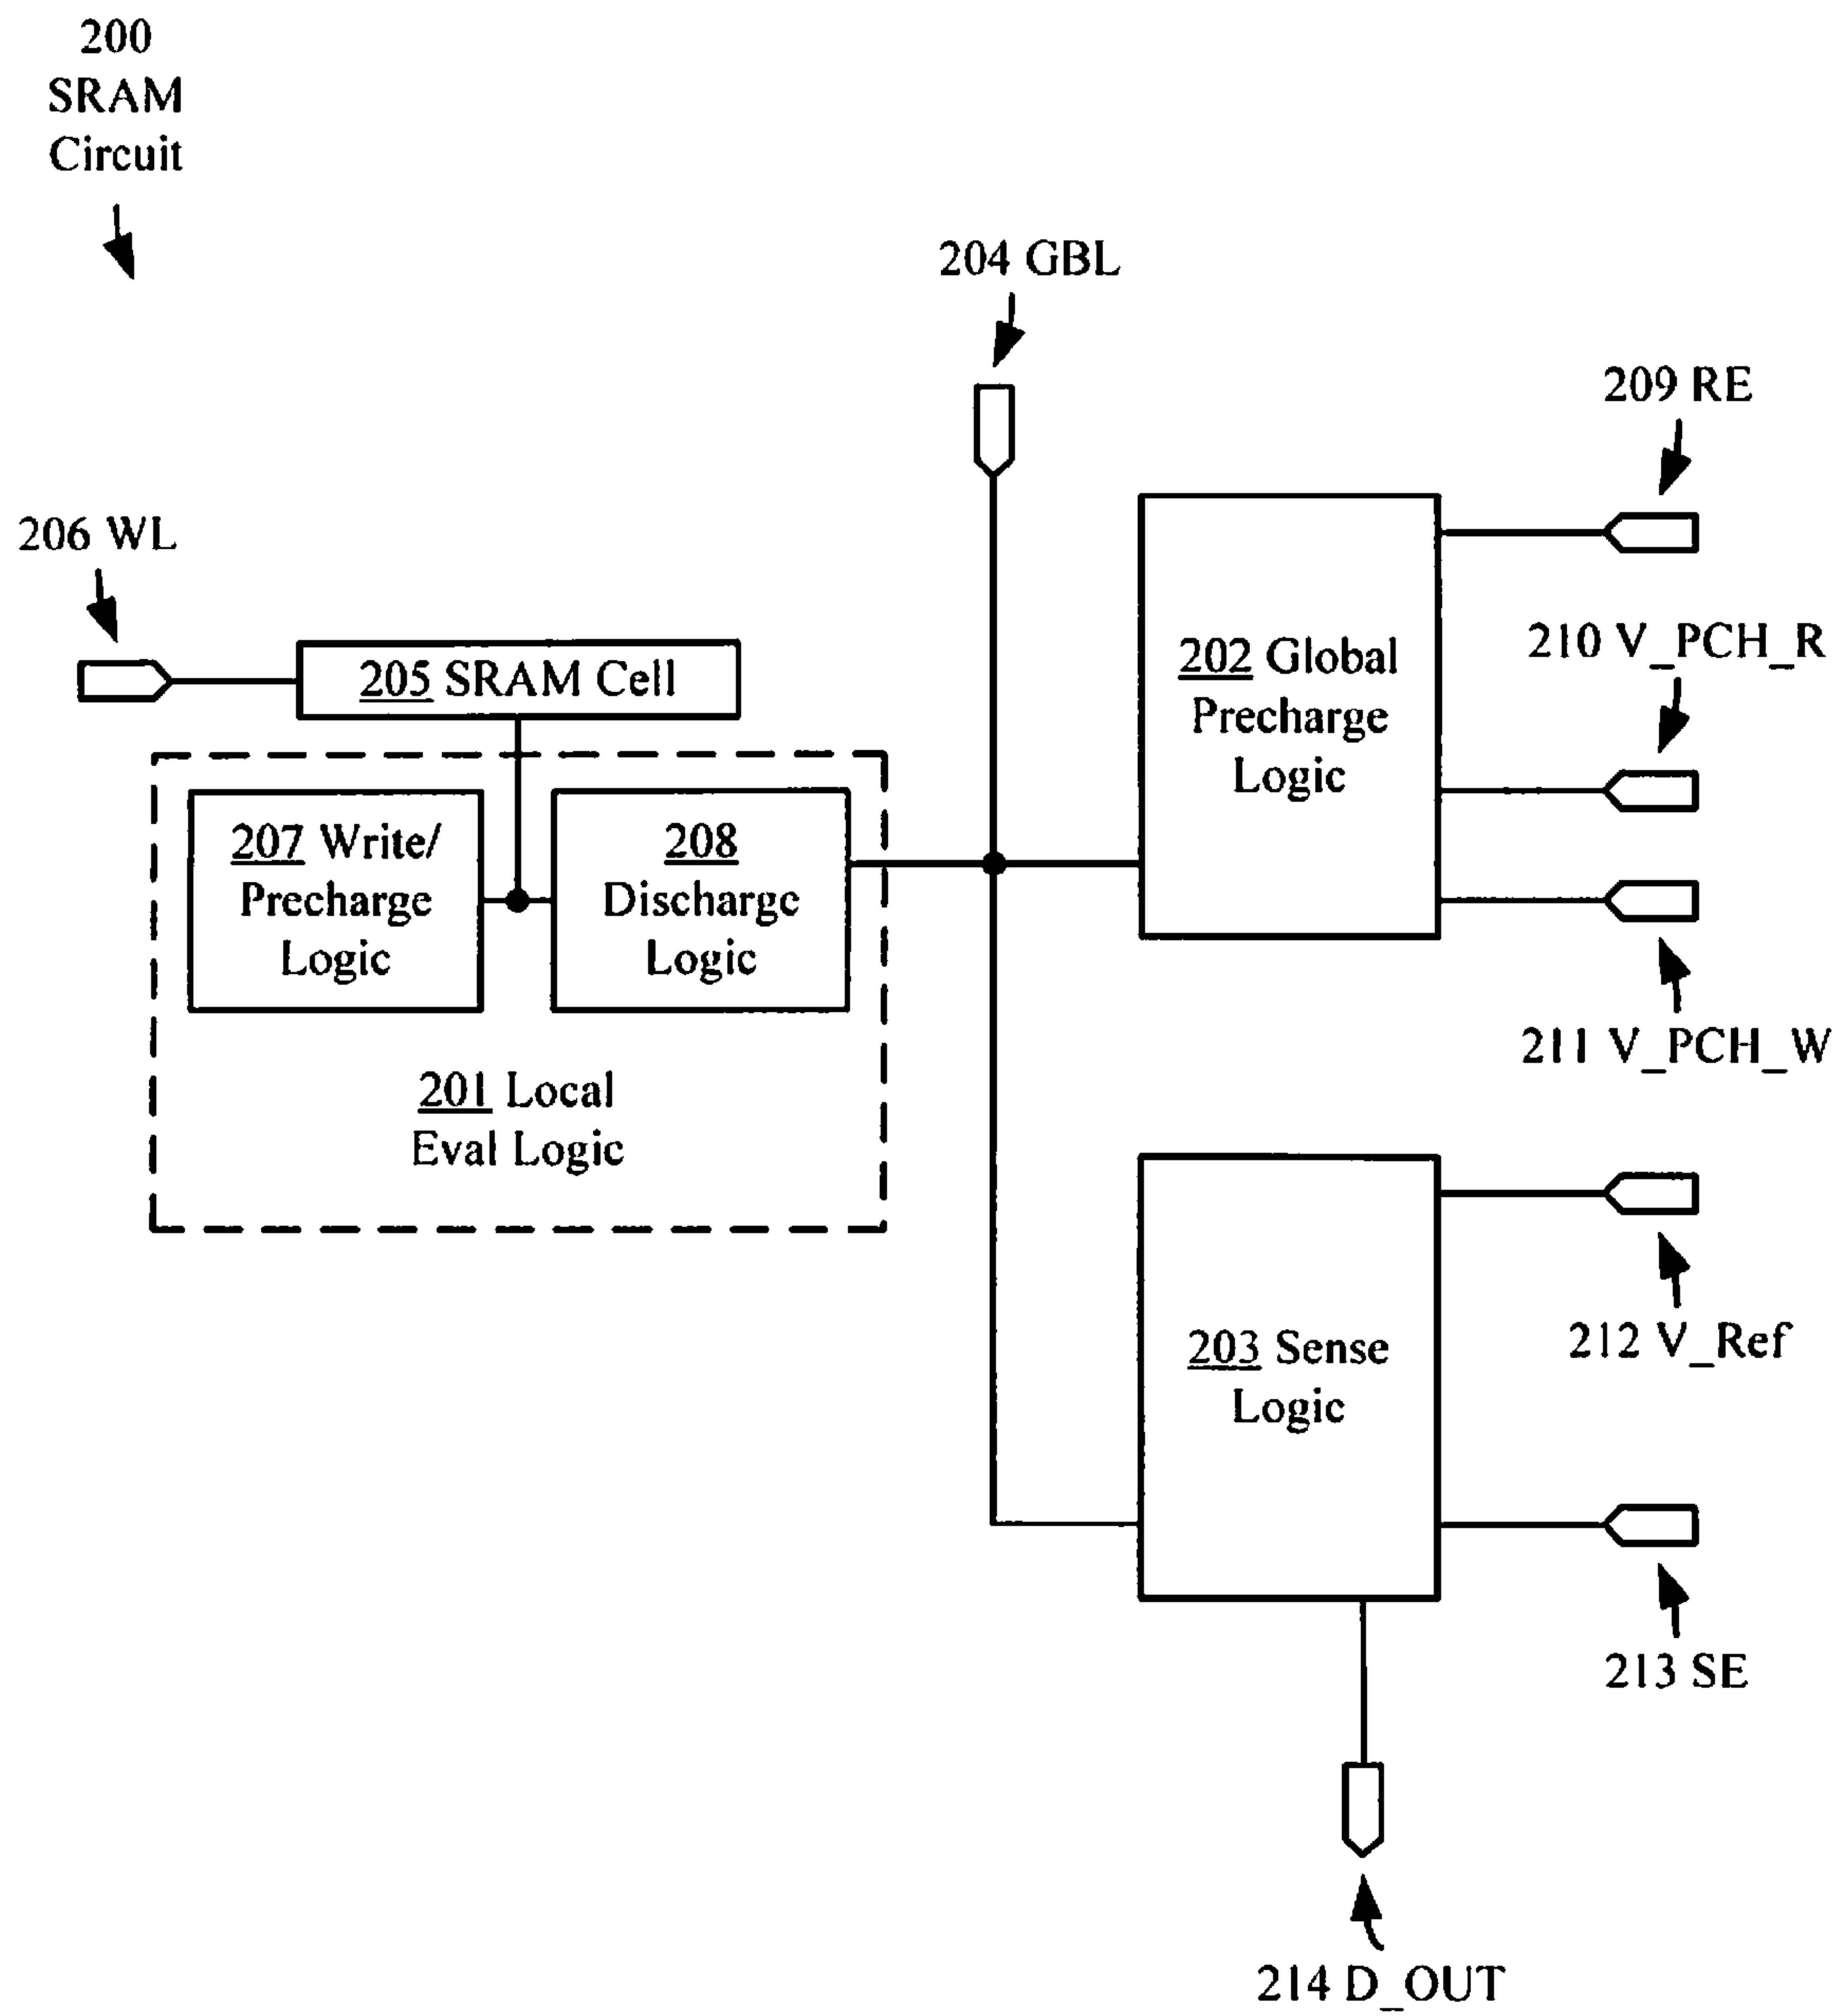 200
SRAM
Circuit
204 GBL
209 RE
206 WL
210 V_PCH_R
205 SRAM Cell
202 Global
Precharge
Logic
207 Write/
Precharge
Logic
208
Discharge
Logic
211 V_PCH_W
201 Local
Eval Logic
212 V_Ref
203 Sense
Logic
213 SE
214 D_OUT